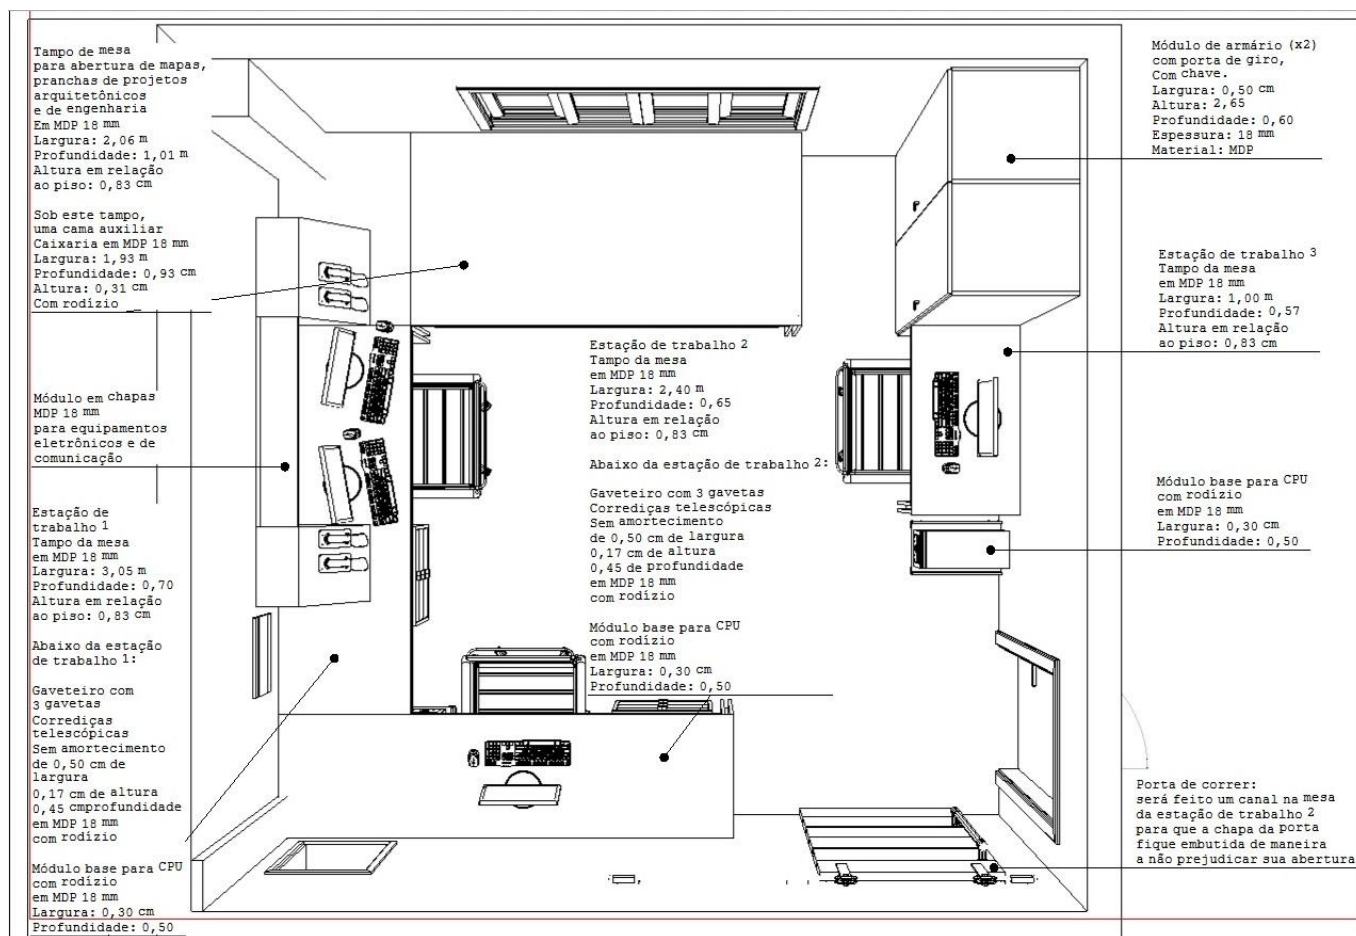 Tampo de mesa
para abertura de mapas,
pranchas de projetos
arquitetônicos
e de engenharia
Em MDP 18 mm
Largura: 2,06 m
Profundidade: 1,01 m
Altura em relação
ao piso: 0,83 cm
Sob este tampo,
uma cama auxiliar
Caixaria em MDP 18 mm
Largura: 1,93 m
Profundidade: 0,93 cm
Altura: 0,31 cm
Com rodízio
Módulo em chapas
MDP 18 mm
para equipamentos
eletrônicos e de
comunicação
Estação de
trabalho 1
Tampo da mesa
em MDP 18 mm
Largura: 3,05 m
Profundidade: 0,70
Altura em relação
ao piso: 0,83 cm
Abaixo da estação
de trabalho 1:
Gaveteiro com
3 gavetas
Corrediças
telescópicas
Sem amortecimento
de 0,50 cm de
largura
0,17 cm de altura
0,45 cmprofundidade
em MDP 18 mm
com rodízio
Módulo base para CPU
com rodízio
em MDP 18 mm
Largura: 0,30 cm
Profundidade: 0,50
Estação de trabalho 2
Tampo da mesa
em MDP 18 mm
Largura: 2,40 m
Profundidade: 0,65
Altura em relação
ao piso: 0,83 cm
Abaixo da estação de trabalho 2:
Gaveteiro com 3 gavetas
Corrediças telescópicas
Sem amortecimento
de 0,50 cm de largura
0,17 cm de altura
0,45 de profundidade
em MDP 18 mm
com rodízio
Módulo base para CPU
com rodízio
em MDP 18 mm
Largura: 0,30 cm
Profundidade: 0,50
Módulo de armário (x2)
com porta de giro,
Com chave.
Largura: 0,50 cm
Altura: 2,65
Profundidade: 0,60
Espessura: 18 mm
Material: MDP
Estação de trabalho 3
Tampo da mesa
em MDP 18 mm
Largura: 1,00 m
Profundidade: 0,57
Altura em relação
ao piso: 0,83 cm
Módulo base para CPU
com rodízio
em MDP 18 mm
Largura: 0,30 cm
Profundidade: 0,50
Porta de correr:
será feito um canal na mesa
da estação de trabalho 2
para que a chapa da porta
fique embutida de maneira
a não prejudicar sua abertura